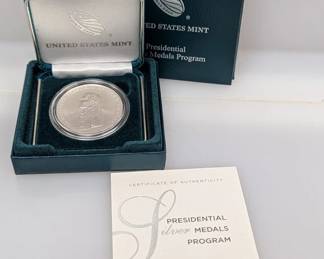 UNITED STATES MINT
UNITED STATES MINT
Presidential
Medals Program
CERTIFICATE OF AUTHENTICITY
PRESIDENTIAL
Silver MEDALS
PROGRAM